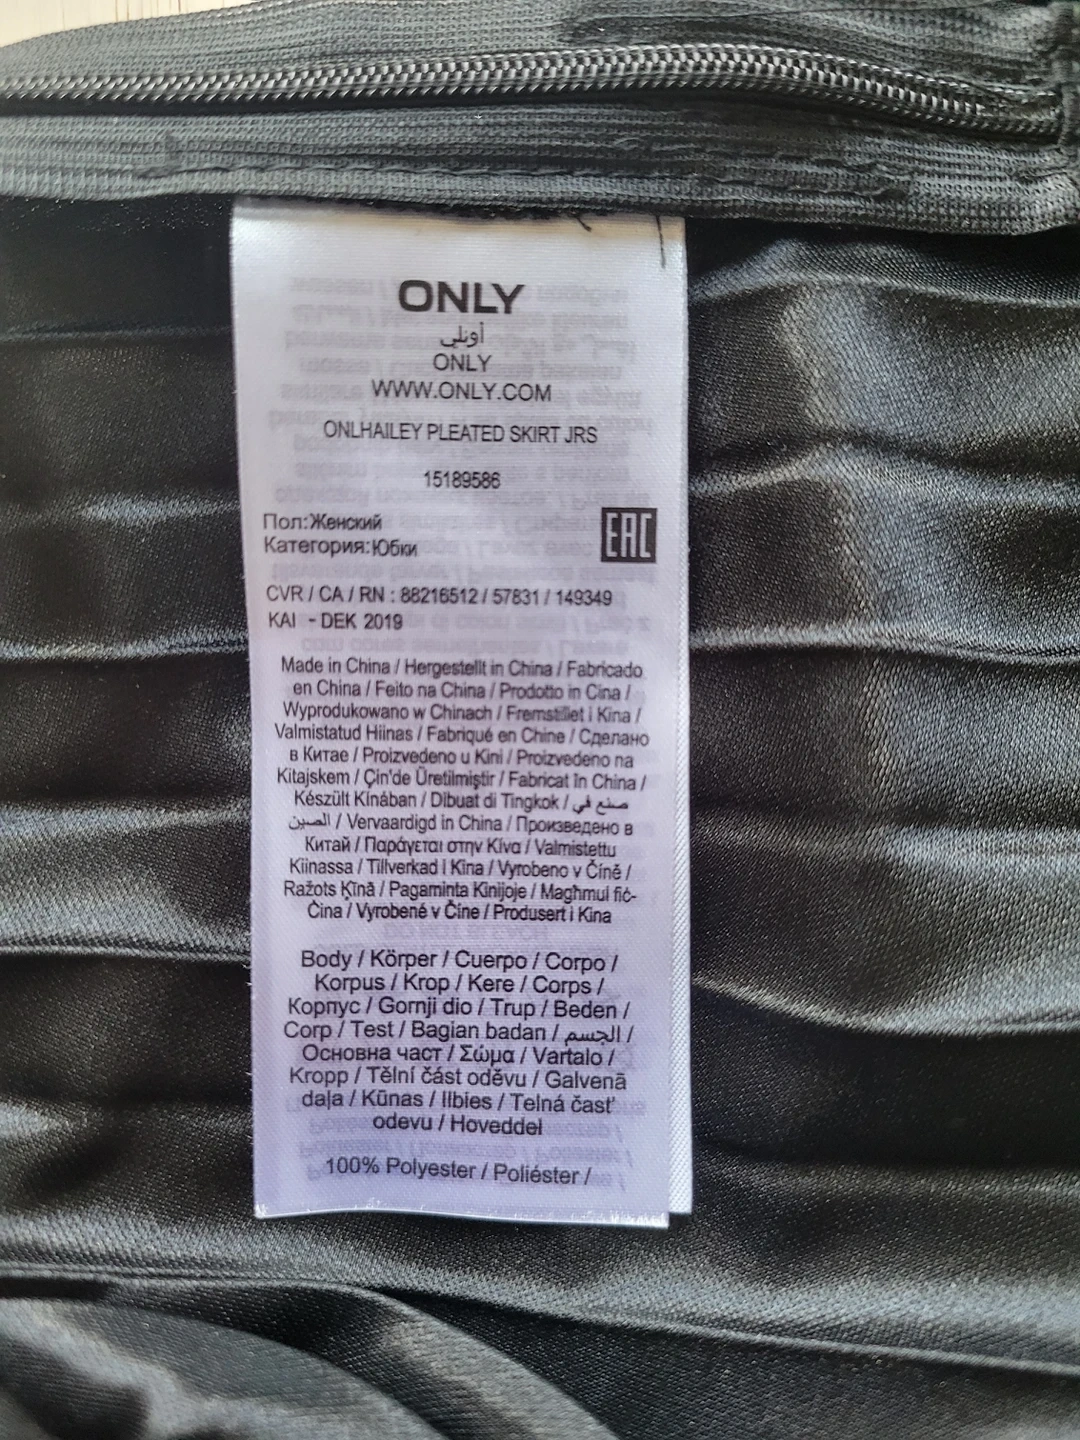 ONLY
أونلي
ONLY
WWW.ONLY.COM
ONLHAILEY PLEATED SKIRT JRS
15189586
Пол:Женский
Категория:Юбки
EAC
CVR / CA / RN : 88216512 / 57831 / 149349
KAI - DEK 2019
Made in China / Hergestellt in China / Fabricado
en China / Feito na China / Prodotto in Cina /
Wyprodukowano w Chinach / Fremstillet i Kina /
Valmistatud Hiinas / Fabriqué en Chine / Сделано
в Китае / Proizvedeno u Kini / Proizvedeno na
Kitajskem / Çin'de Üretilmiştir / Fabricat în China /
Készült Kínában / Dibuat di Tingkok / صنع في
الصين / Vervaardigd in China / Произведено в
Китай / Παράγεται στην Κίνα / Valmistettu
Kiinassa / Tillverkad i Kina / Vyrobeno v Číně /
Ražots Ķīnā / Pagaminta Kinijoje / Magħmul fiċ-
Ċina / Vyrobené v Číne / Produsert i Kina
Body / Körper / Cuerpo / Corpo /
Korpus / Krop / Kere / Corps /
Корпус / Gornji dio / Trup / Beden /
Corp / Test / Bagian badan / الجسم /
Основна част / Σώμα / Vartalo /
Kropp / Tělní část oděvu / Galvenā
daļa / Kūnas / Ilbies / Telná časť
odevu / Hoveddel
100% Polyester / Poliéster /